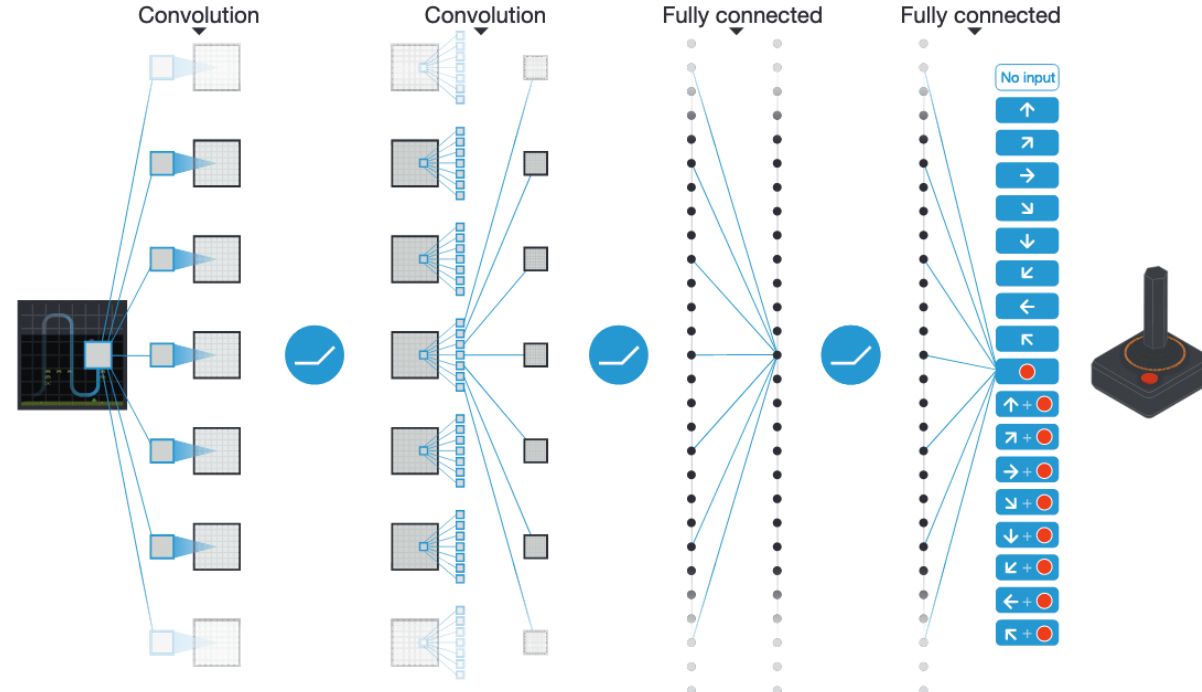 Convolution
Convolution
Fully connected
Fully connected
No input
+
+
+
+
+
+
+
+